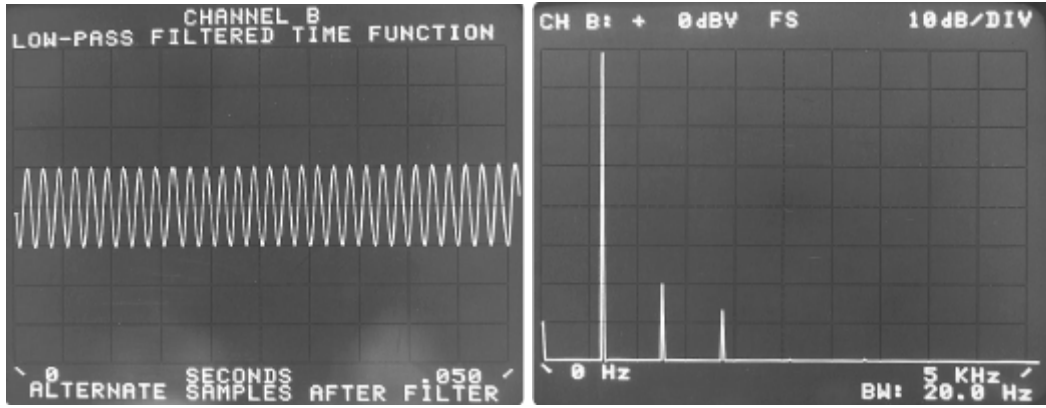 CHANNEL B
LOW-PASS FILTERED TIME FUNCTION
0 SECONDS .050
ALTERNATE SAMPLES AFTER FILTER
CH B: + 0dBV FS 10dB/DIV
0 Hz 5 KHz
BW: 20.0 Hz